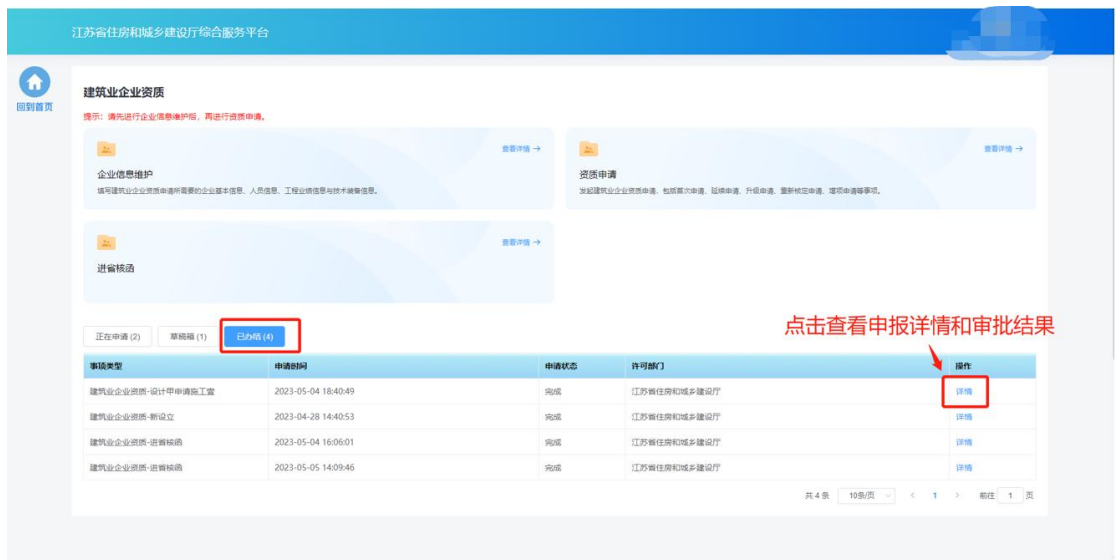 江苏省住房和城乡建设厅综合服务平台
回到首页
建筑业企业资质
提示：请先进行企业信息维护后，再进行资质申请。
查看详情 →
企业信息维护
填写建筑业企业资质申请所需要的企业基本信息、人员信息、工程业绩信息与技术装备信息。
查看详情 →
资质申请
发起建筑业企业资质申请，包括首次申请、延续申请、升级申请、重新核定申请、增项申请等事项。
查看详情 →
进省核函
正在申请 (2) 草稿箱 (1) 已办结 (4)
点击查看申报详情和审批结果
事项类型 申请时间 申请状态 许可部门 操作
建筑业企业资质-设计甲申请施工壹 2023-05-04 18:40:49 完成 江苏省住房和城乡建设厅 详情
建筑业企业资质-新设立 2023-04-28 14:40:53 完成 江苏省住房和城乡建设厅 详情
建筑业企业资质-进省核函 2023-05-04 16:06:01 完成 江苏省住房和城乡建设厅 详情
建筑业企业资质-进省核函 2023-05-05 14:09:46 完成 江苏省住房和城乡建设厅 详情
共 4 条 10条/页 < 1 > 前往 1 页